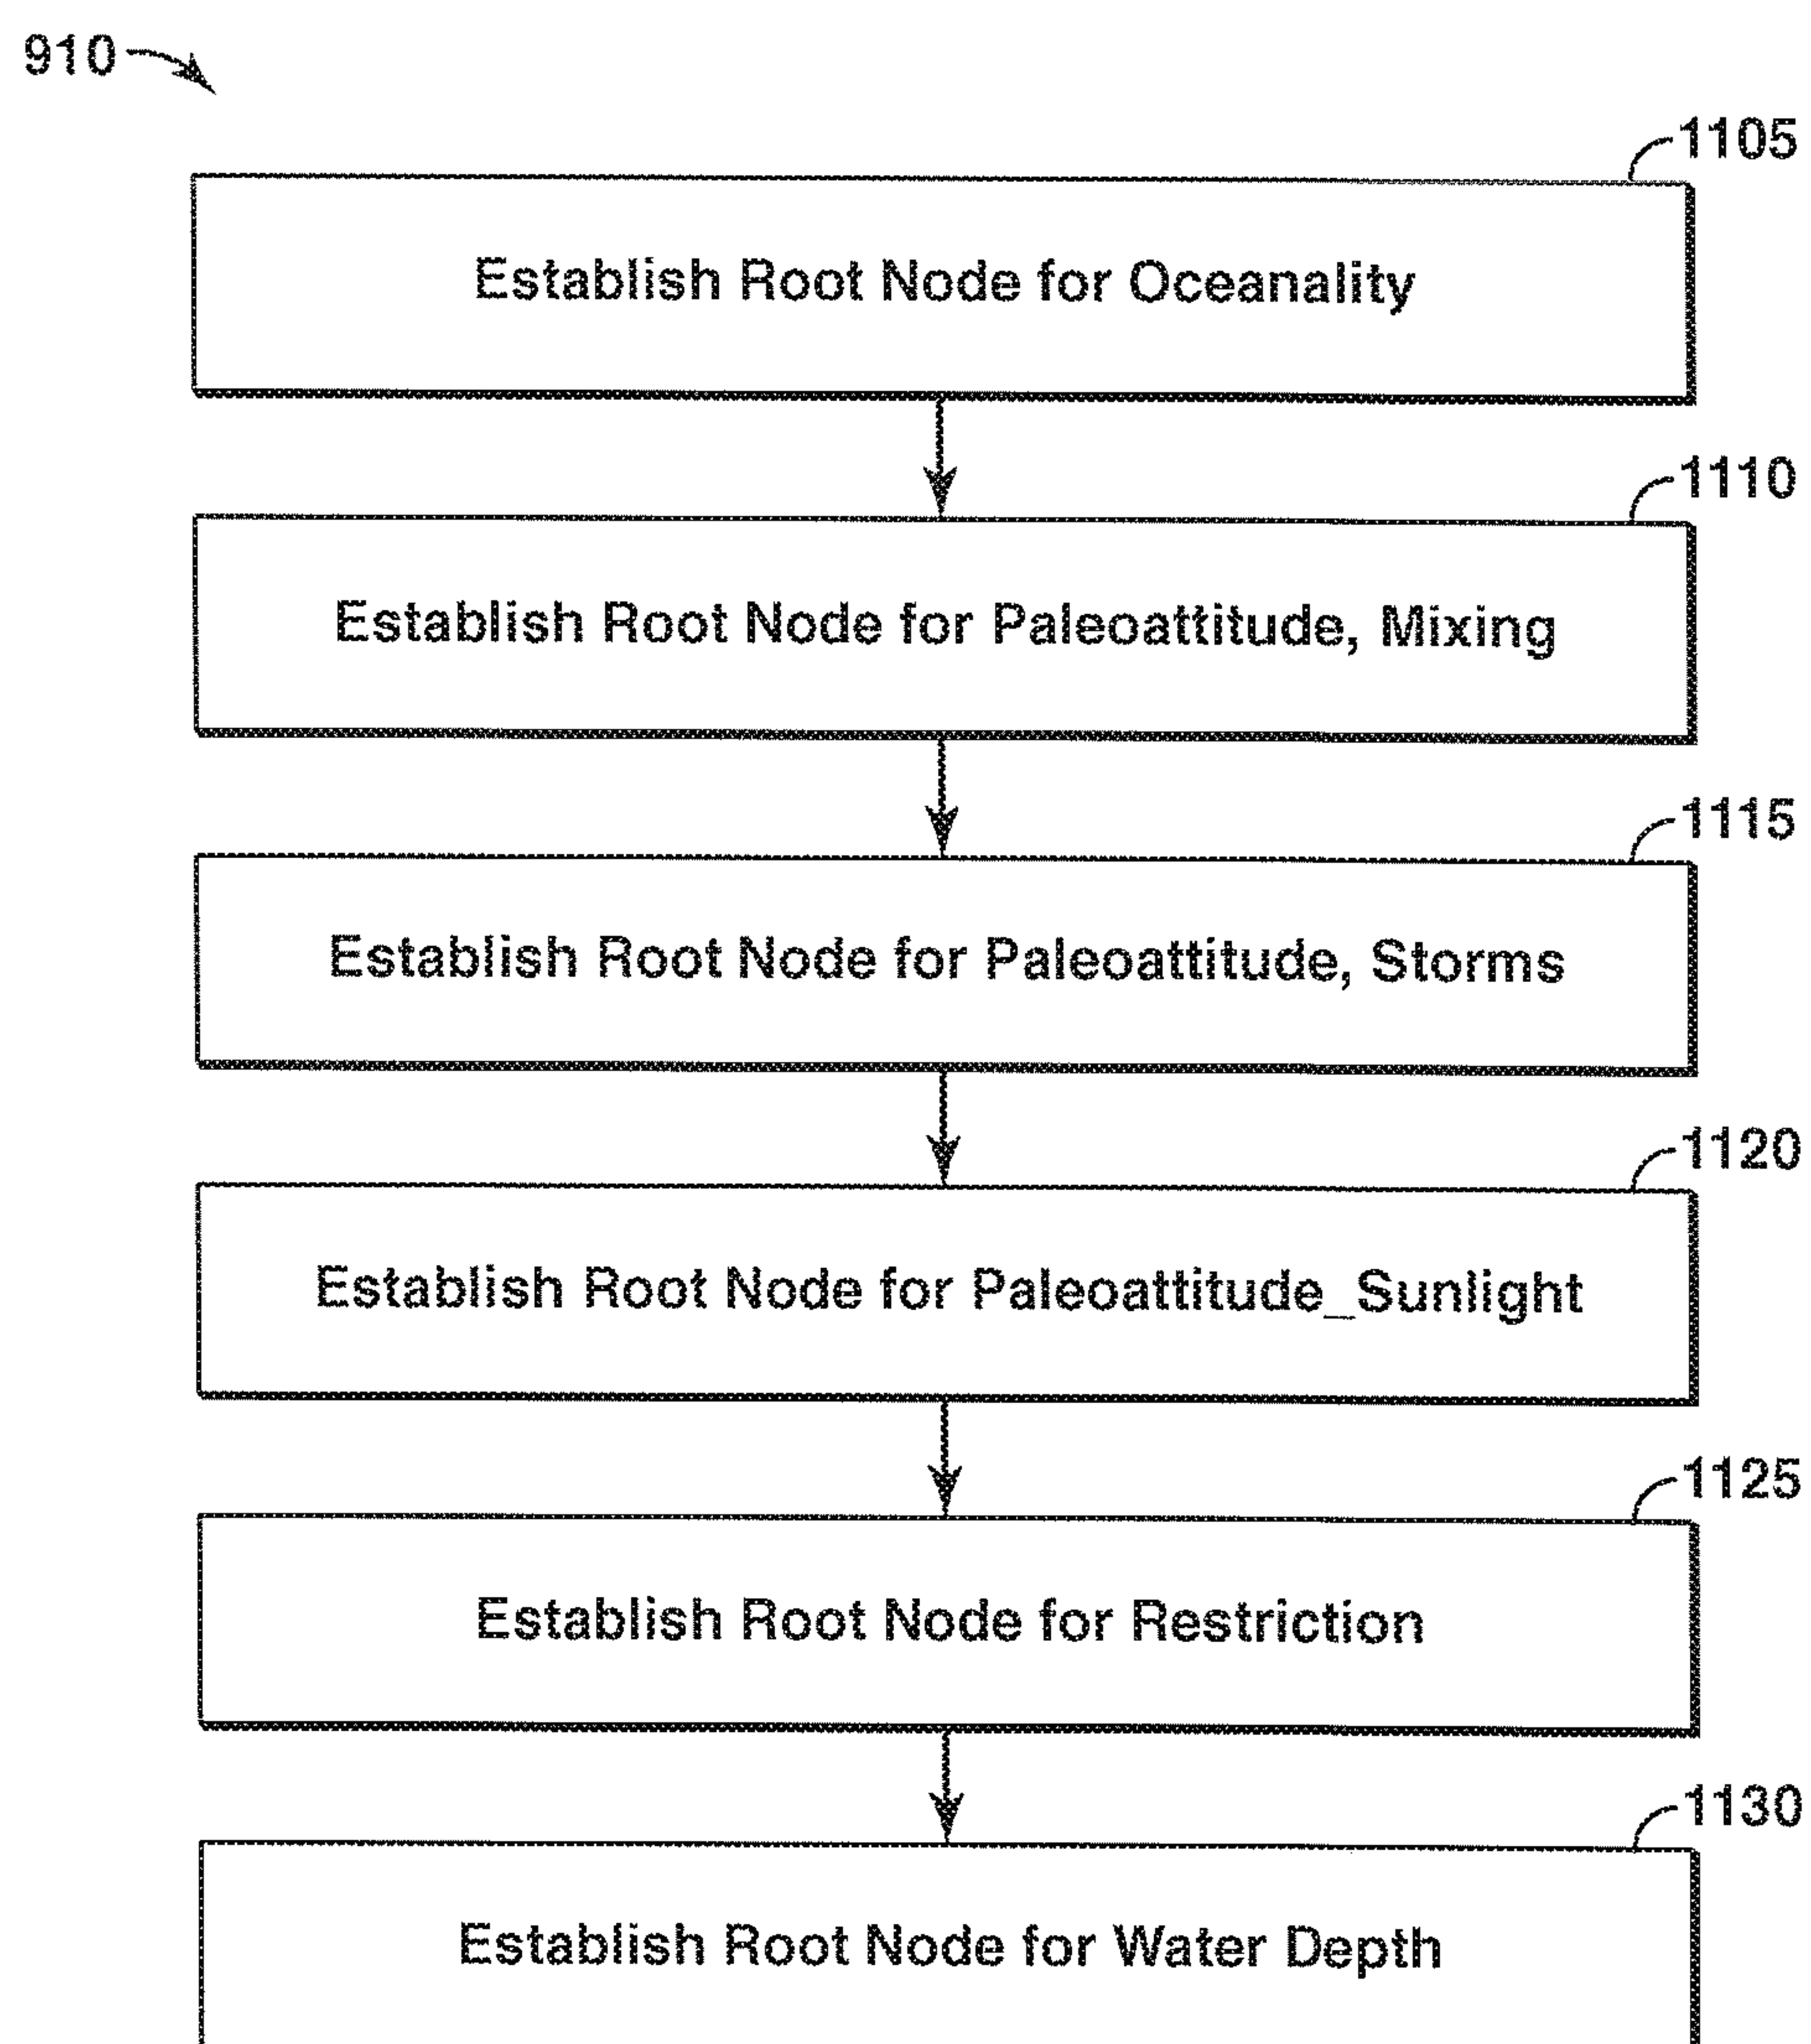 910
1105
Establish Root Node for Oceanality
1110
Establish Root Node for Paleoattitude, Mixing
1115
Establish Root Node for Paleoattitude, Storms
1120
Establish Root Node for Paleoattitude_Sunlight
1125
Establish Root Node for Restriction
1130
Establish Root Node for Water Depth